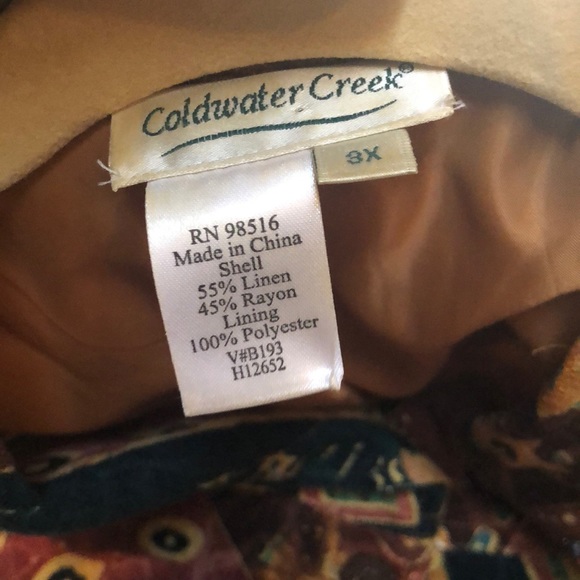 Coldwater Creek®
3X
RN 98516
Made in China
Shell
55% Linen
45% Rayon
Lining
100% Polyester
V#B193
H12652